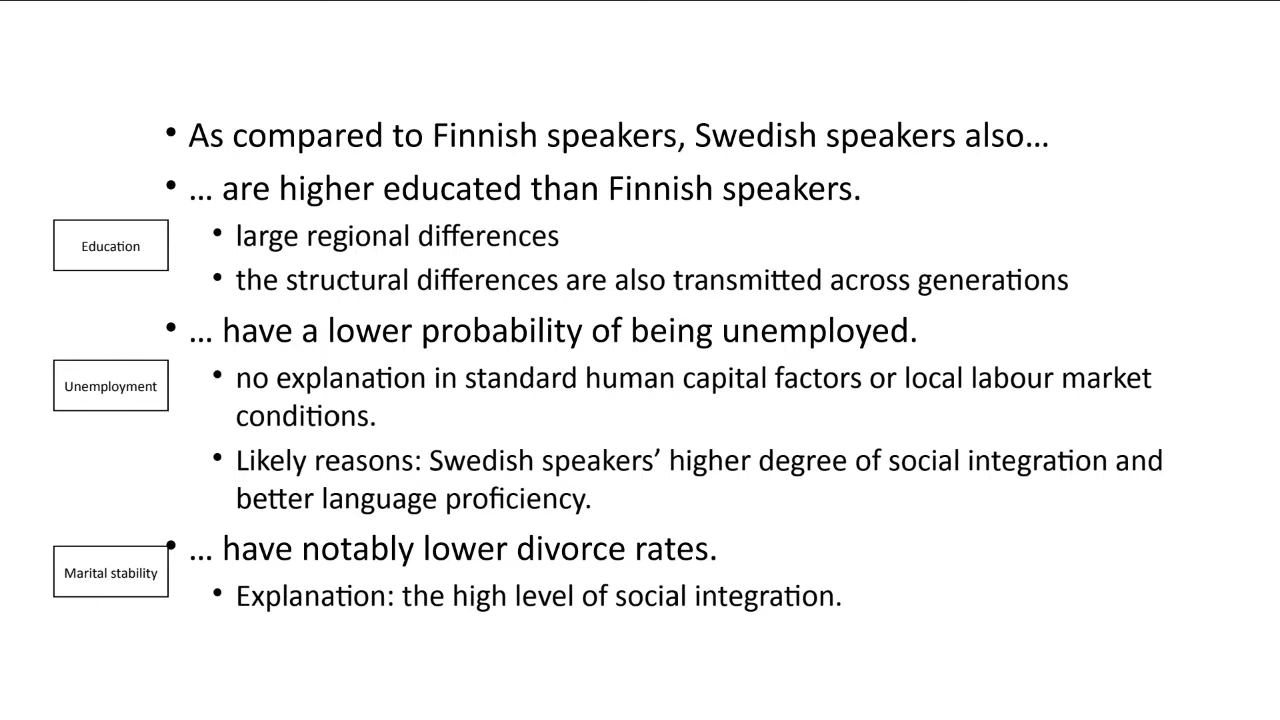 • As compared to Finnish speakers, Swedish speakers also…
• … are higher educated than Finnish speakers.
Education
• large regional differences
• the structural differences are also transmitted across generations
• … have a lower probability of being unemployed.
Unemployment
• no explanation in standard human capital factors or local labour market
conditions.
• Likely reasons: Swedish speakers’ higher degree of social integration and
better language proficiency.
• … have notably lower divorce rates.
Marital stability
• Explanation: the high level of social integration.